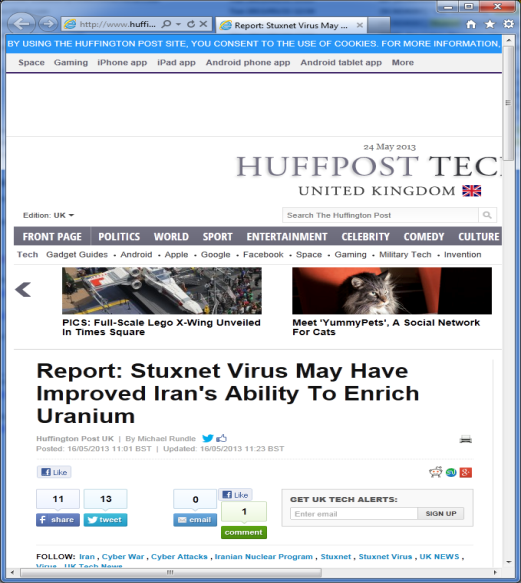 http://www.huffi...
Report: Stuxnet Virus May ...
BY USING THE HUFFINGTON POST SITE, YOU CONSENT TO THE USE OF COOKIES. FOR MORE INFORMATION,
Space Gaming iPhone app iPad app Android phone app Android tablet app More
24 May 2013
HUFFPOST TEC
UNITED KINGDOM
Edition: UK
Search The Huffington Post
FRONT PAGE POLITICS WORLD SPORT ENTERTAINMENT CELEBRITY COMEDY CULTURE
Tech Gadget Guides • Android • Apple • Google • Facebook • Space • Gaming • Military Tech • Invention
PICS: Full-Scale Lego X-Wing Unveiled
In Times Square
Meet 'YummyPets', A Social Network
For Cats
Report: Stuxnet Virus May Have
Improved Iran's Ability To Enrich
Uranium
Huffington Post UK | By Michael Rundle
Posted: 16/05/2013 11:01 BST | Updated: 16/05/2013 11:23 BST
Like
11 13 0 Like
share tweet email 1
comment
GET UK TECH ALERTS:
Enter email SIGN UP
FOLLOW: Iran , Cyber War , Cyber Attacks , Iranian Nuclear Program , Stuxnet , Stuxnet Virus , UK NEWS ,
Virus , UK Tech News